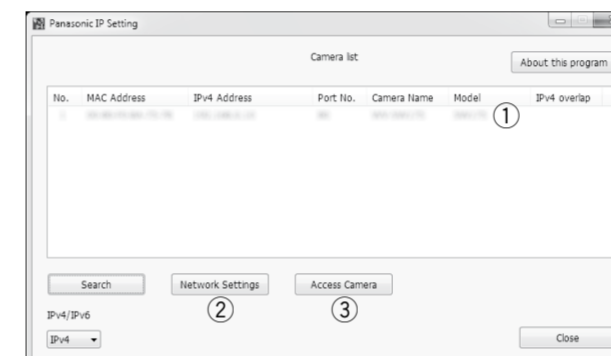 Panasonic IP Setting
Camera list
About this program
No. MAC Address IPv4 Address Port No. Camera Name Model IPv4 overlap
①
Search Network Settings Access Camera
② ③
IPv4/IPv6
IPv4 Close